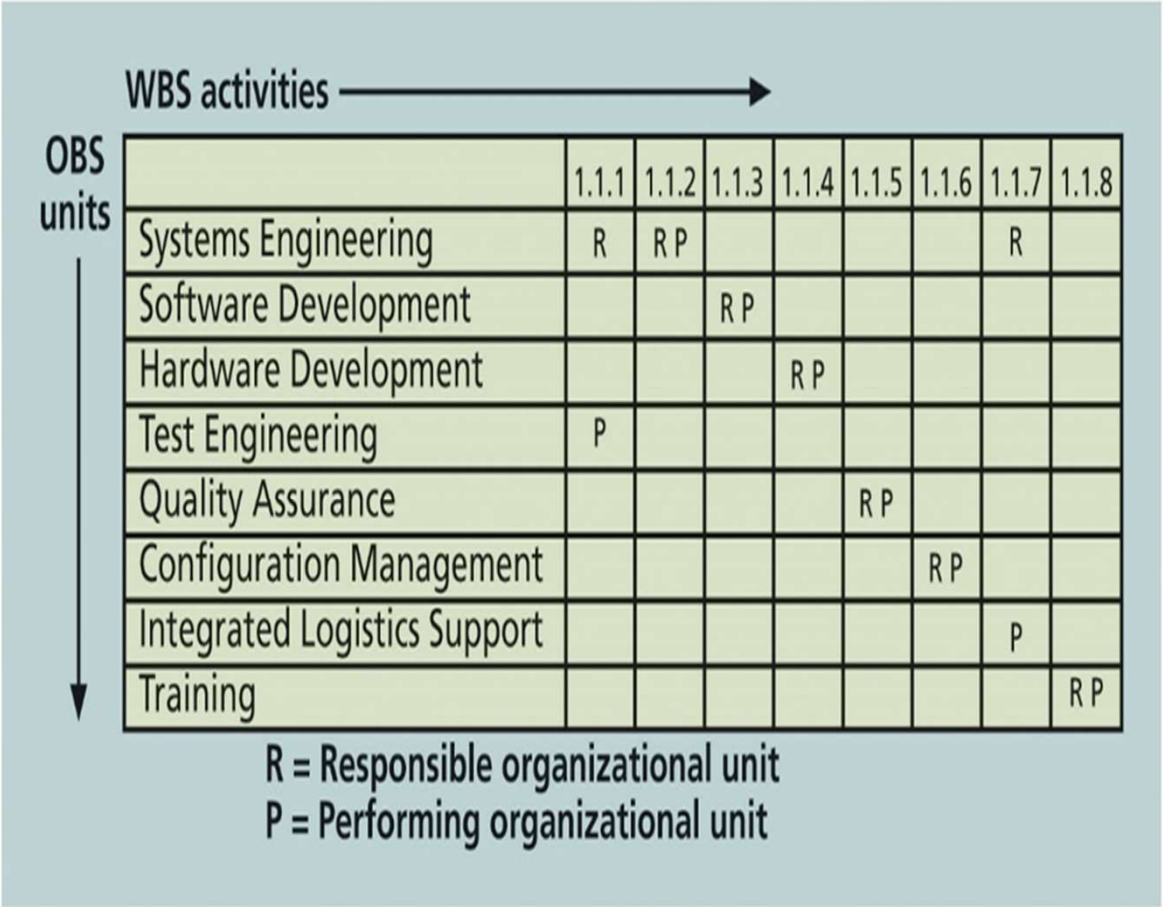 WBS activities
OBS
units
1.1.1 1.1.2 1.1.3 1.1.4 1.1.5 1.1.6 1.1.7 1.1.8
Systems Engineering R R P R
Software Development R P
Hardware Development R P
Test Engineering P
Quality Assurance R P
Configuration Management R P
Integrated Logistics Support P
Training R P
R = Responsible organizational unit
P = Performing organizational unit